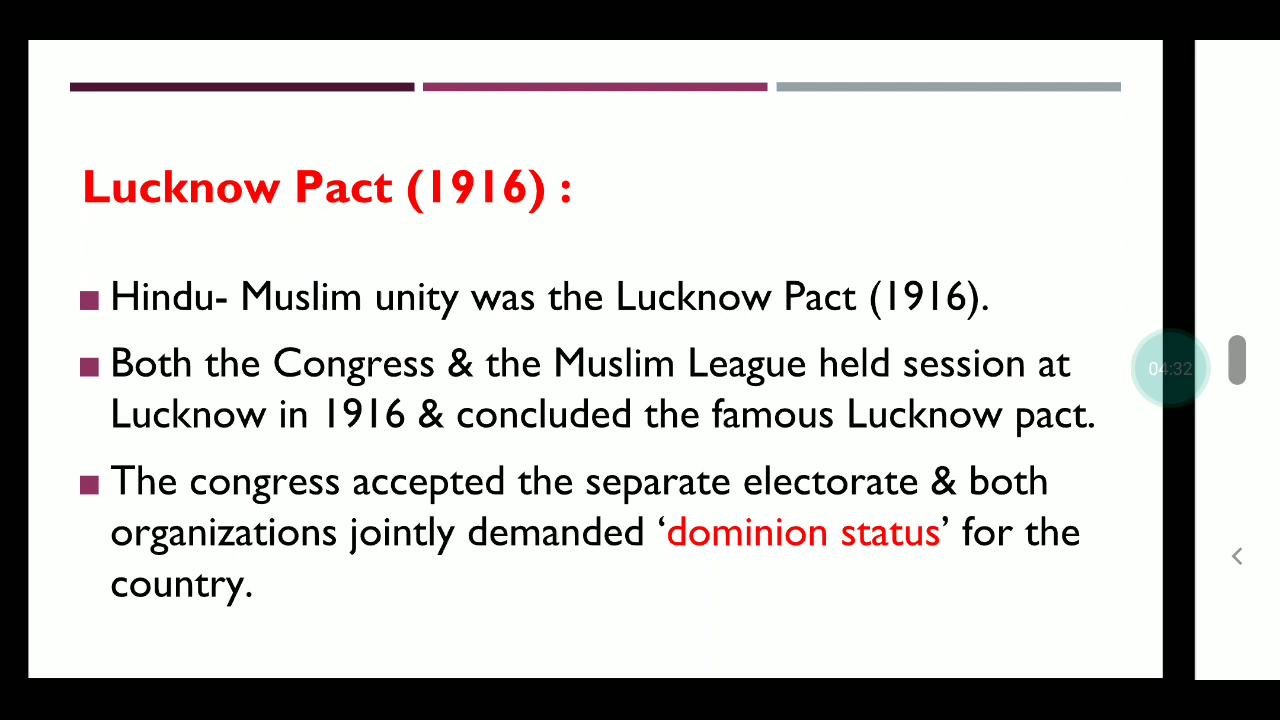 Lucknow Pact (1916) :
■ Hindu- Muslim unity was the Lucknow Pact (1916).
■ Both the Congress & the Muslim League held session at
Lucknow in 1916 & concluded the famous Lucknow pact.
■ The congress accepted the separate electorate & both
organizations jointly demanded ‘dominion status’ for the
country.
04:32